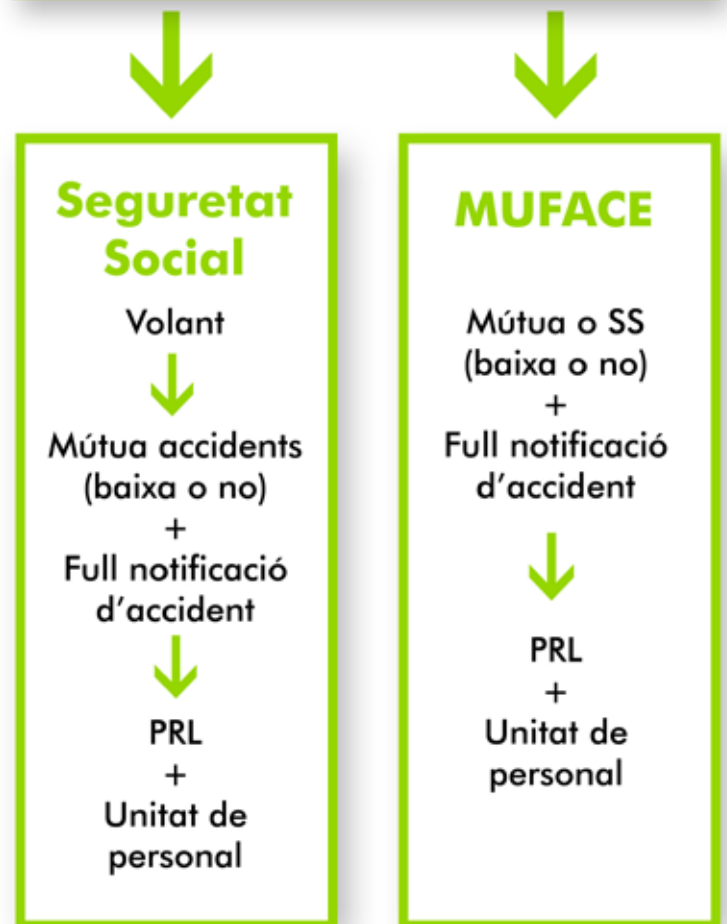 Seguretat
Social
Volant
Mútua accidents
(baixa o no)
+
Full notificació
d’accident
PRL
+
Unitat de
personal
MUFACE
Mútua o SS
(baixa o no)
+
Full notificació
d’accident
PRL
+
Unitat de
personal